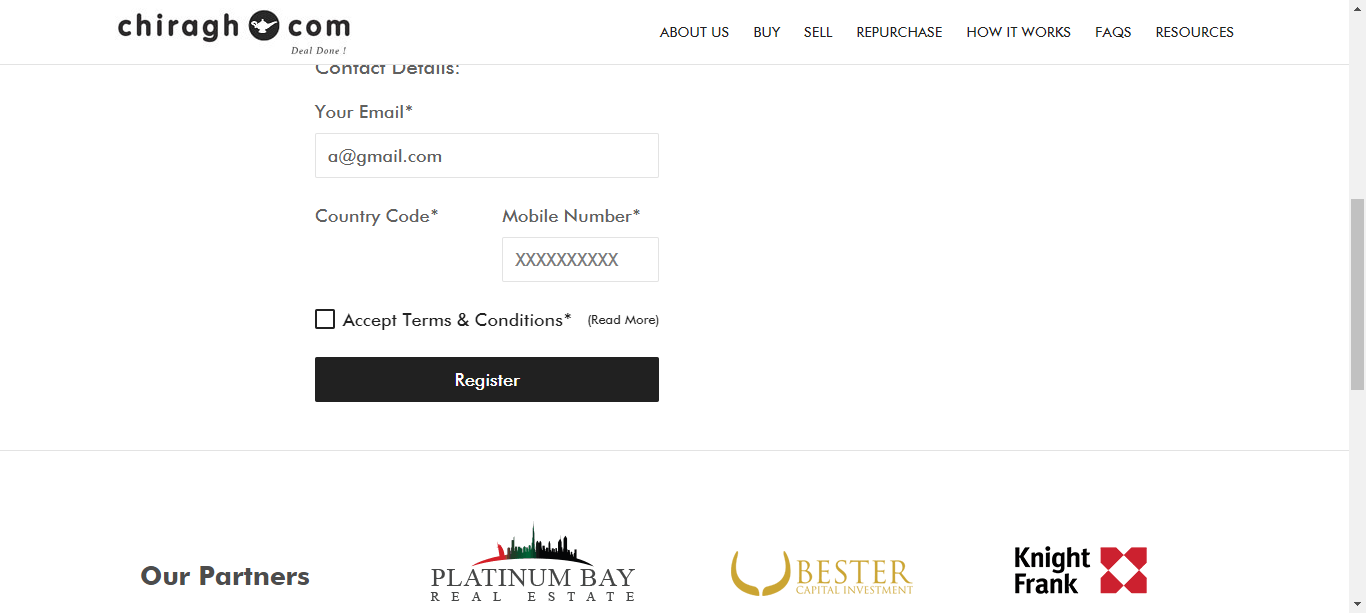 chiragh com
Deal Done !
ABOUT US BUY SELL REPURCHASE HOW IT WORKS FAQS RESOURCES
Contact Details:
Your Email*
a@gmail.com
Country Code* Mobile Number*
XXXXXXXXXX
Accept Terms & Conditions* (Read More)
Register
Our Partners
PLATINUM BAY
REAL ESTATE
BESTER
CAPITAL INVESTMENT
Knight
Frank